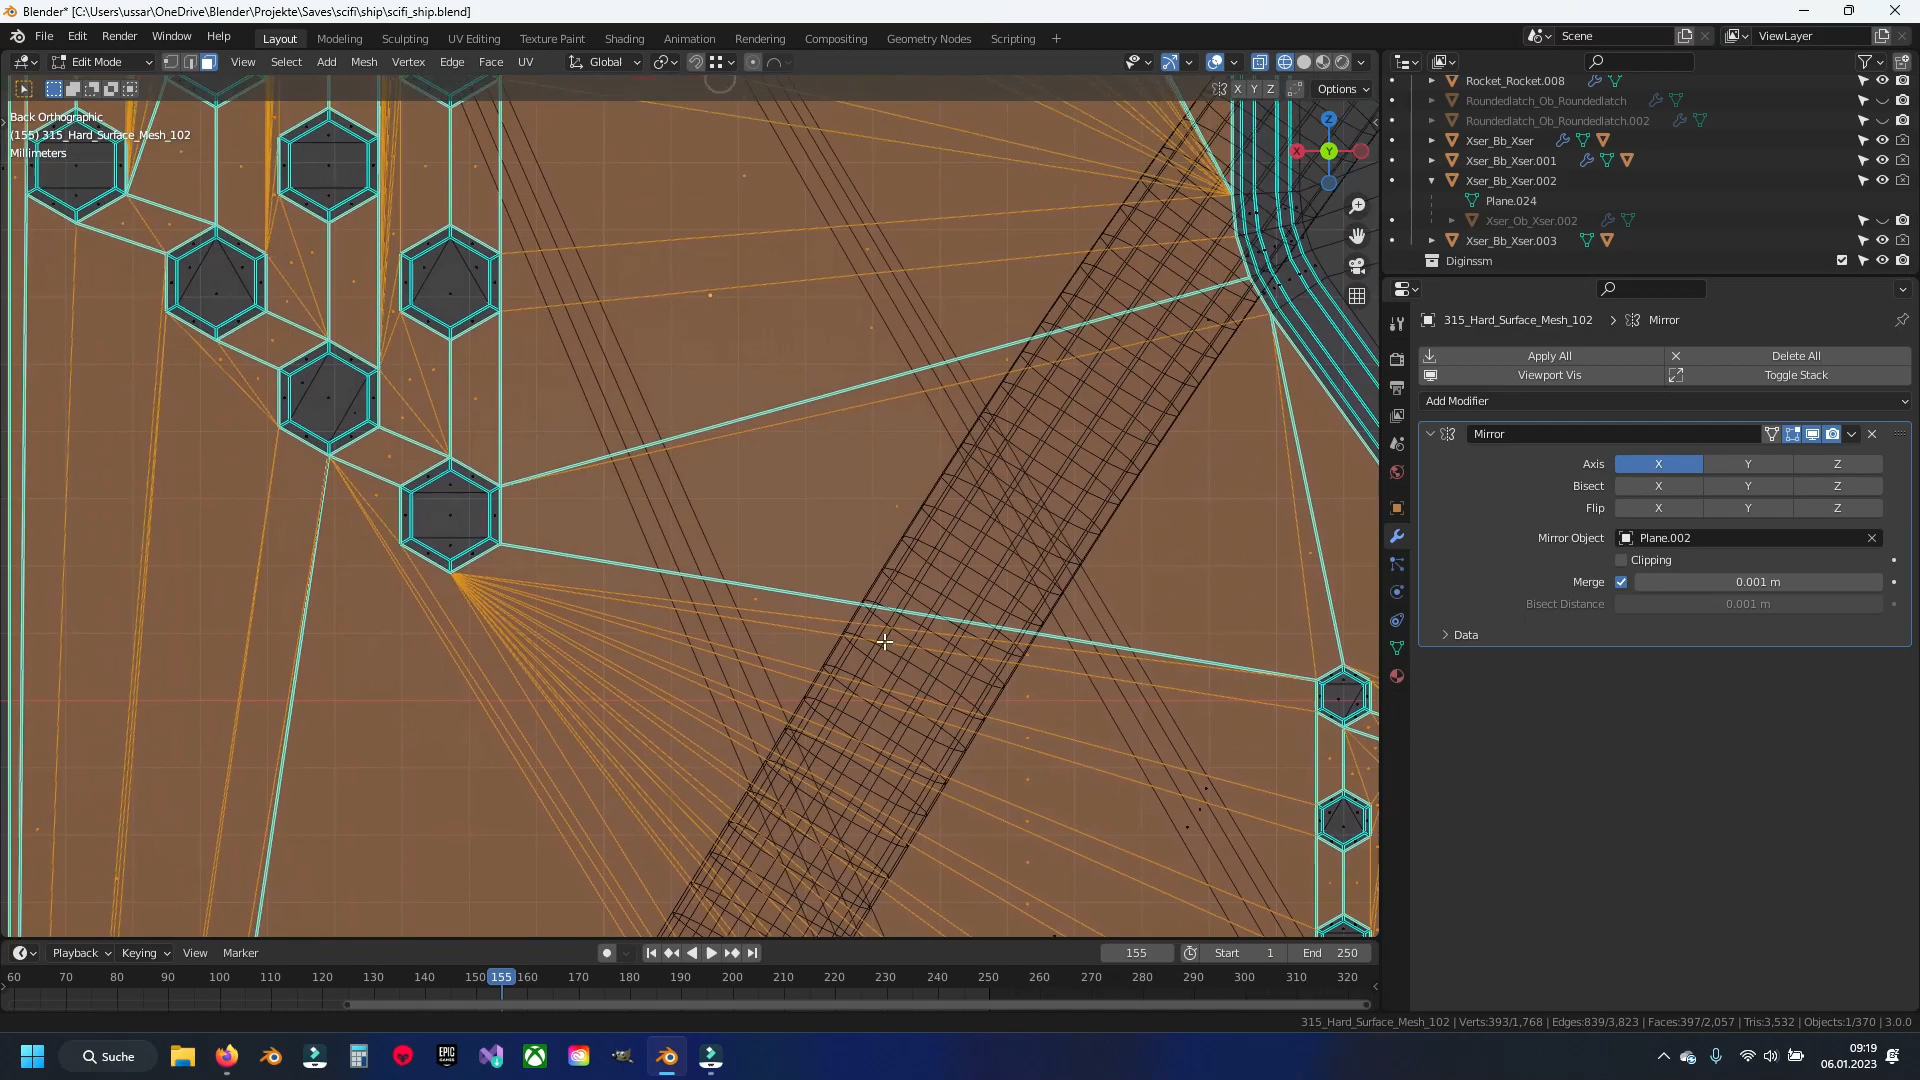 Blender* [C:\Users\ussar\OneDrive\Blender\Projekte\Saves\scifi\ship\scifi_ship.blend]
File Edit Render Window Help Layout Modeling Sculpting UV Editing Texture Paint Shading Animation Rendering Compositing Geometry Nodes Scripting + Scene ViewLayer
Edit Mode View Select Add Mesh Vertex Edge Face UV Global
X Y Z Options
Back Orthographic
(155) 315_Hard_Surface_Mesh_102
Millimeters
Z
X Y
Rocket_Rocket.008
Roundedlatch_Ob_Roundedlatch
Roundedlatch_Ob_Roundedlatch.002
Xser_Bb_Xser
Xser_Bb_Xser.001
Xser_Bb_Xser.002
Plane.024
Xser_Ob_Xser.002
Xser_Bb_Xser.003
Diginssm
315_Hard_Surface_Mesh_102 > Mirror
Apply All Delete All
Viewport Vis Toggle Stack
Add Modifier
Mirror
Axis X Y Z
Bisect X Y Z
Flip X Y Z
Mirror Object Plane.002
Clipping
Merge 0.001 m
Bisect Distance 0.001 m
Data
Playback Keying View Marker 155 Start 1 End 250
60 70 80 90 100 110 120 130 140 150 155 160 170 180 190 200 210 220 230 240 250 260 270 280 290 300 310 320
315_Hard_Surface_Mesh_102 | Verts:393/1,768 | Edges:839/3,823 | Faces:397/2,057 | Tris:3,532 | Objects:1/370 | 3.0.0
Suche
EPIC GAMES
09:19
06.01.2023